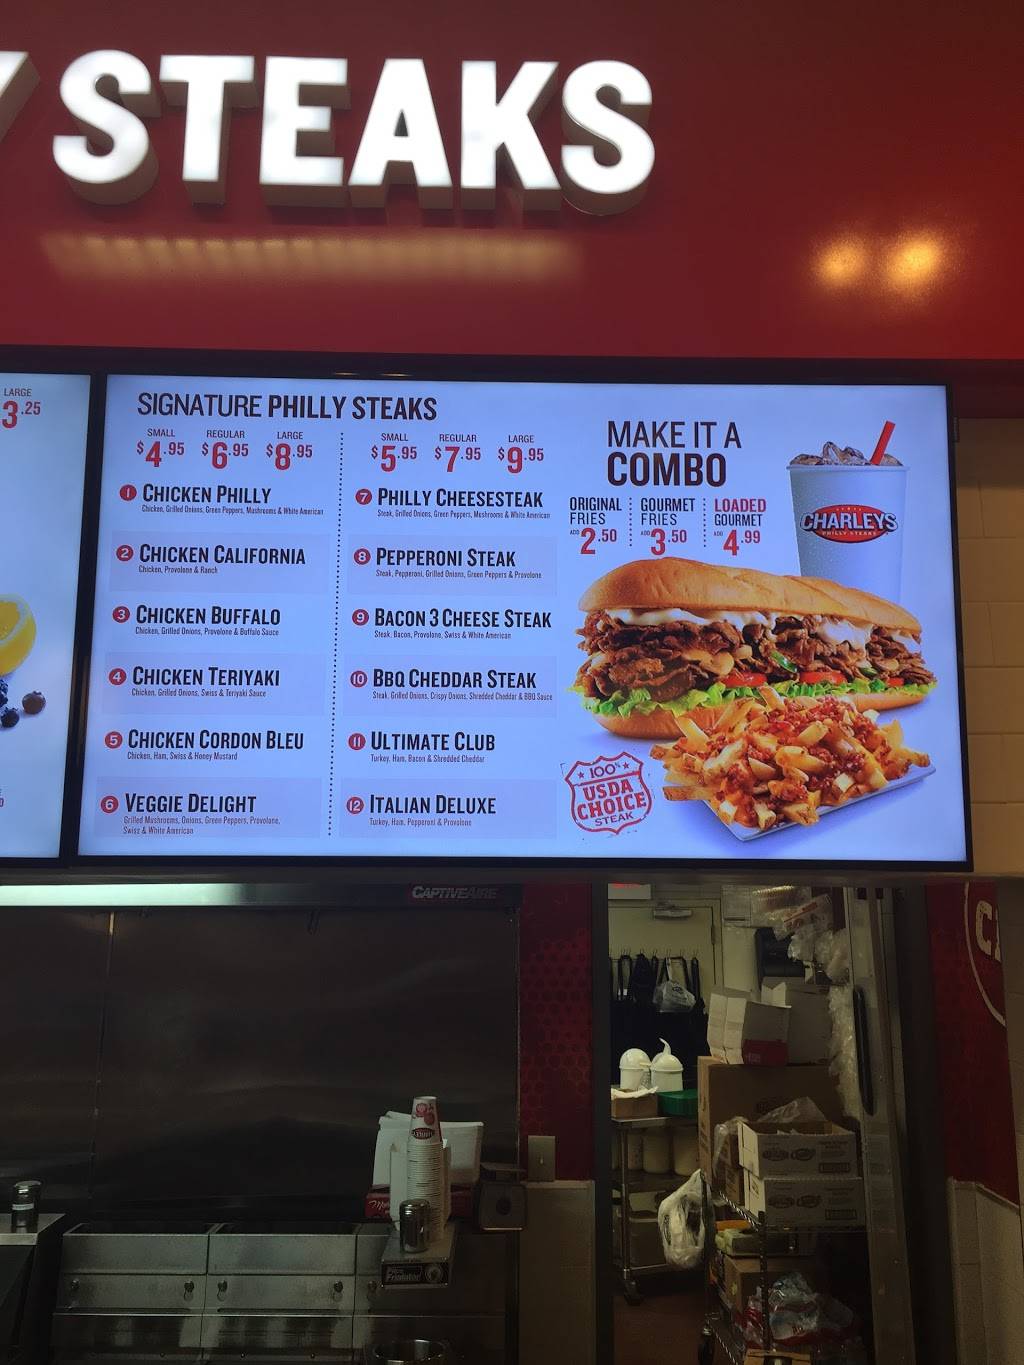 Y STEAKS
LARGE
3.25
SIGNATURE PHILLY STEAKS
SMALL REGULAR LARGE
$4.95 $6.95 $8.95
1 CHICKEN PHILLY
Chicken, Grilled Onions, Green Peppers, Mushrooms & White American
2 CHICKEN CALIFORNIA
Chicken, Provolone & Ranch
3 CHICKEN BUFFALO
Chicken, Grilled Onions, Provolone & Buffalo Sauce
4 CHICKEN TERIYAKI
Chicken, Grilled Onions, Swiss & Teriyaki Sauce
5 CHICKEN CORDON BLEU
Chicken, Ham, Swiss & Honey Mustard
6 VEGGIE DELIGHT
Grilled Mushrooms, Onions, Green Peppers, Provolone,
Swiss & White American
SMALL REGULAR LARGE
$5.95 $7.95 $9.95
7 PHILLY CHEESESTEAK
Steak, Grilled Onions, Green Peppers, Mushrooms & White American
8 PEPPERONI STEAK
Steak, Pepperoni, Grilled Onions, Green Peppers & Provolone
9 BACON 3 CHEESE STEAK
Steak, Bacon, Provolone, Swiss & White American
10 BBQ CHEDDAR STEAK
Steak, Grilled Onions, Crispy Onions, Shredded Cheddar & BBQ Sauce
11 ULTIMATE CLUB
Turkey, Ham, Bacon & Shredded Cheddar
12 ITALIAN DELUXE
Turkey, Ham, Pepperoni & Provolone
MAKE IT A
COMBO
ORIGINAL
FRIES
ADD 2.50
GOURMET
FRIES
ADD 3.50
LOADED
GOURMET
ADD 4.99
CHARLEYS
PHILLY STEAKS
100%
USDA
CHOICE
STEAK
CAPTIVEAIRE